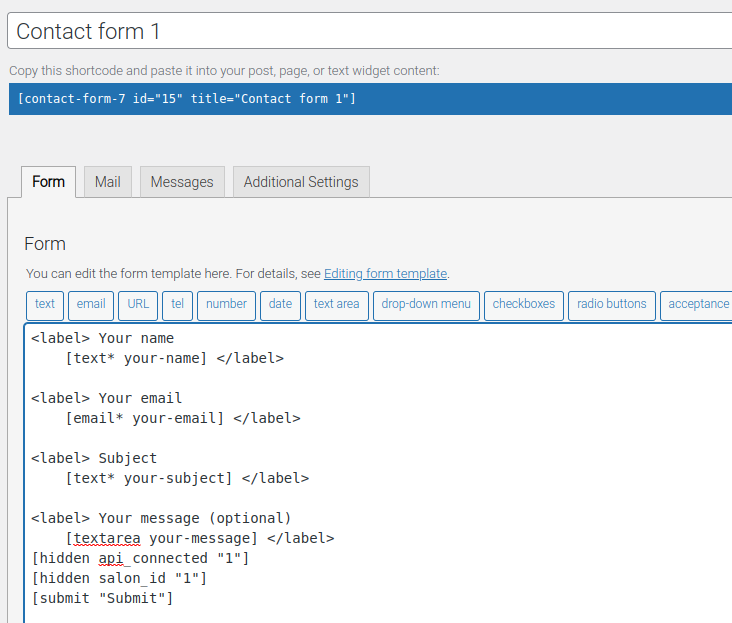 Contact form 1
Copy this shortcode and paste it into your post, page, or text widget content:
[contact-form-7 id="15" title="Contact form 1"]
Form Mail Messages Additional Settings
Form
You can edit the form template here. For details, see Editing form template.
text email URL tel number date text area drop-down menu checkboxes radio buttons acceptance
<label> Your name
    [text* your-name] </label>

<label> Your email
    [email* your-email] </label>

<label> Subject
    [text* your-subject] </label>

<label> Your message (optional)
    [textarea your-message] </label>
[hidden api_connected "1"]
[hidden salon_id "1"]
[submit "Submit"]